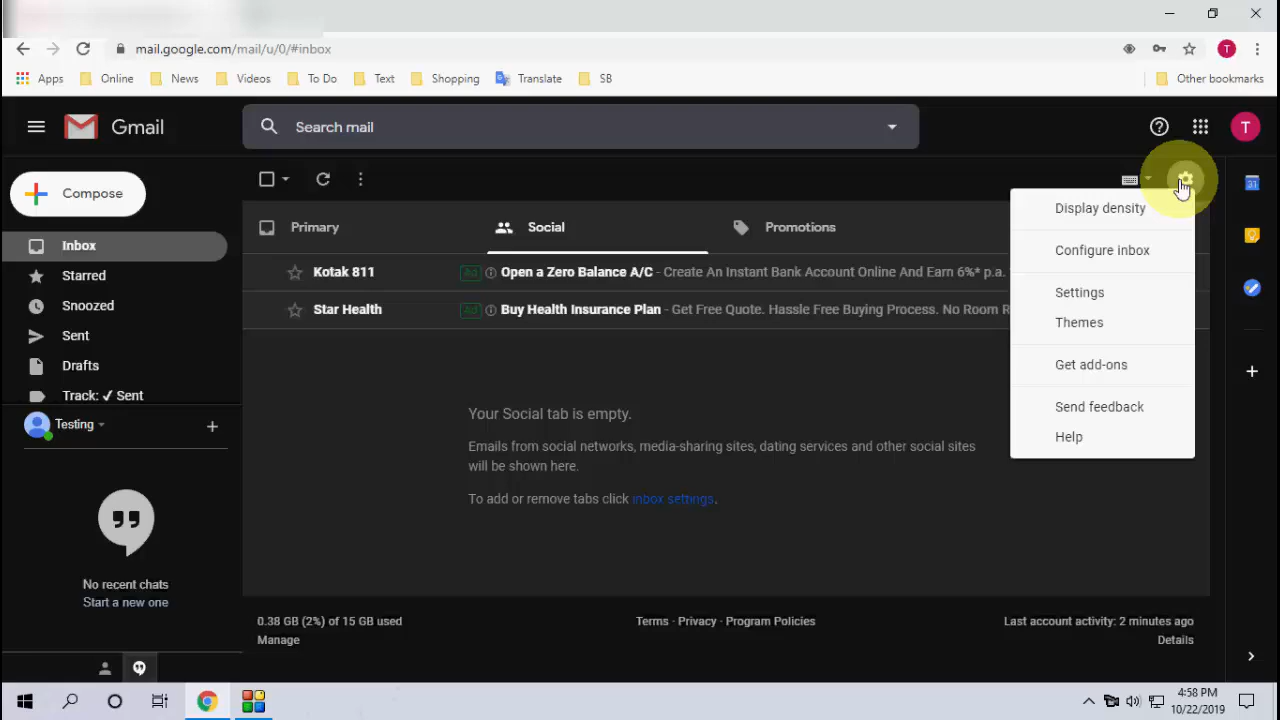 mail.google.com/mail/u/0/#inbox
T
Apps
Online
News
Videos
To Do
Text
Shopping
Translate
SB
Other bookmarks
Gmail
Search mail
T
Compose
Inbox
Starred
Snoozed
Sent
Drafts
Track: ✓ Sent
Testing
No recent chats
Start a new one
Primary
Social
Promotions
Kotak 811
Ad
Open a Zero Balance A/C - Create An Instant Bank Account Online And Earn 6%* p.a.
Star Health
Ad
Buy Health Insurance Plan - Get Free Quote. Hassle Free Buying Process. No Room R
Your Social tab is empty.
Emails from social networks, media-sharing sites, dating services and other social sites
will be shown here.
To add or remove tabs click inbox settings.
Display density
Configure inbox
Settings
Themes
Get add-ons
Send feedback
Help
31
0.38 GB (2%) of 15 GB used
Manage
Terms · Privacy · Program Policies
Last account activity: 2 minutes ago
Details
4:58 PM
10/22/2019